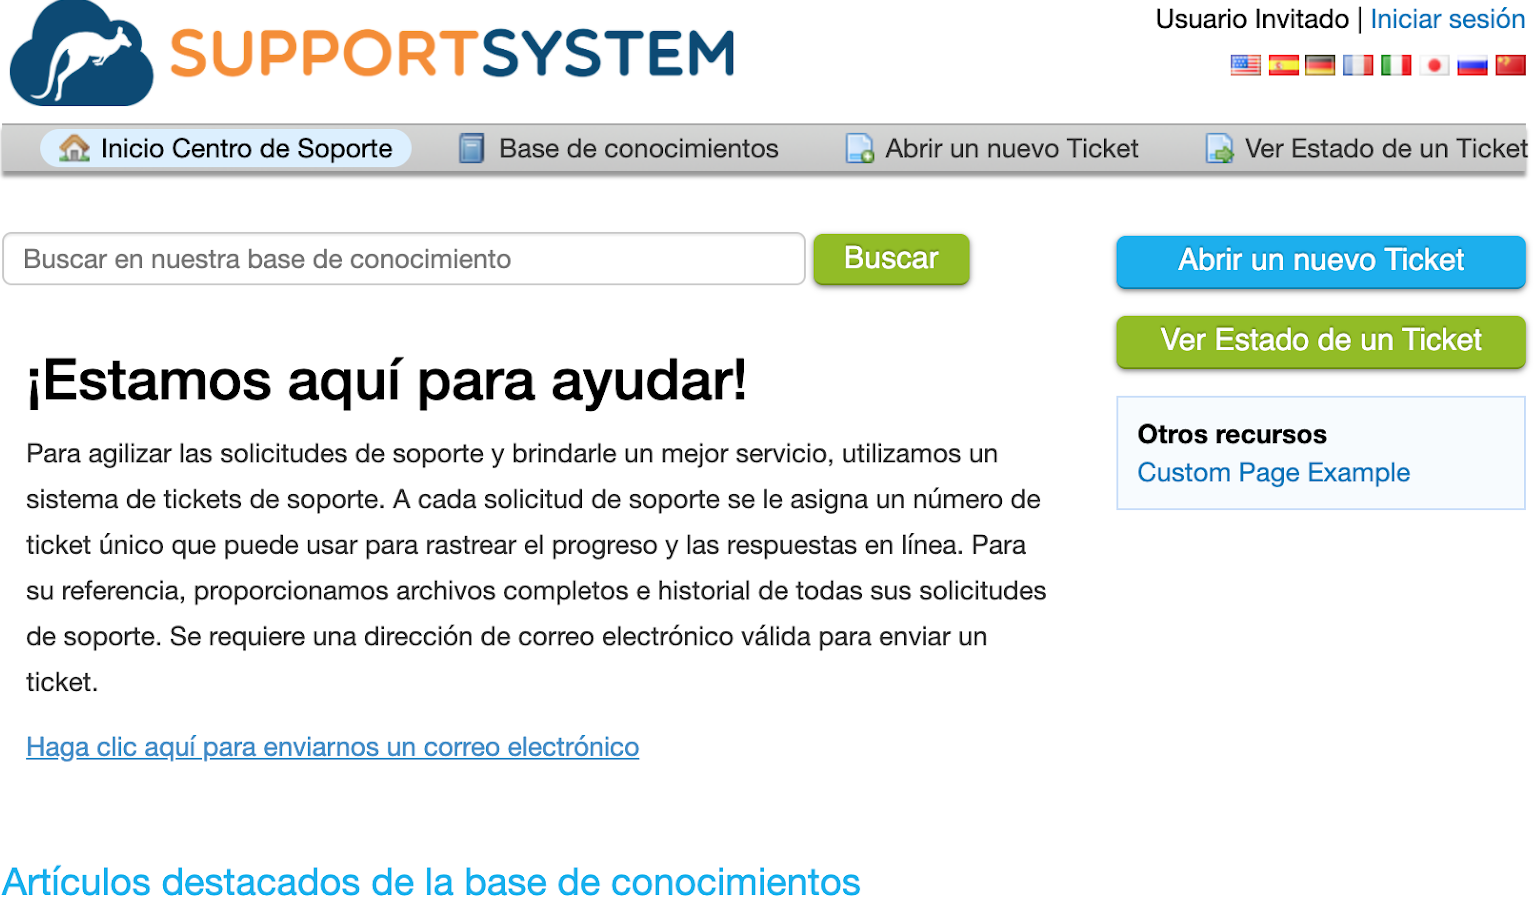 SUPPORTSYSTEM
Usuario Invitado | Iniciar sesión
Inicio Centro de Soporte
Base de conocimientos
Abrir un nuevo Ticket
Ver Estado de un Ticket
Buscar en nuestra base de conocimiento
Buscar
Abrir un nuevo Ticket
Ver Estado de un Ticket
¡Estamos aquí para ayudar!
Para agilizar las solicitudes de soporte y brindarle un mejor servicio, utilizamos un
sistema de tickets de soporte. A cada solicitud de soporte se le asigna un número de
ticket único que puede usar para rastrear el progreso y las respuestas en línea. Para
su referencia, proporcionamos archivos completos e historial de todas sus solicitudes
de soporte. Se requiere una dirección de correo electrónico válida para enviar un
ticket.
Haga clic aquí para enviarnos un correo electrónico
Otros recursos
Custom Page Example
Artículos destacados de la base de conocimientos